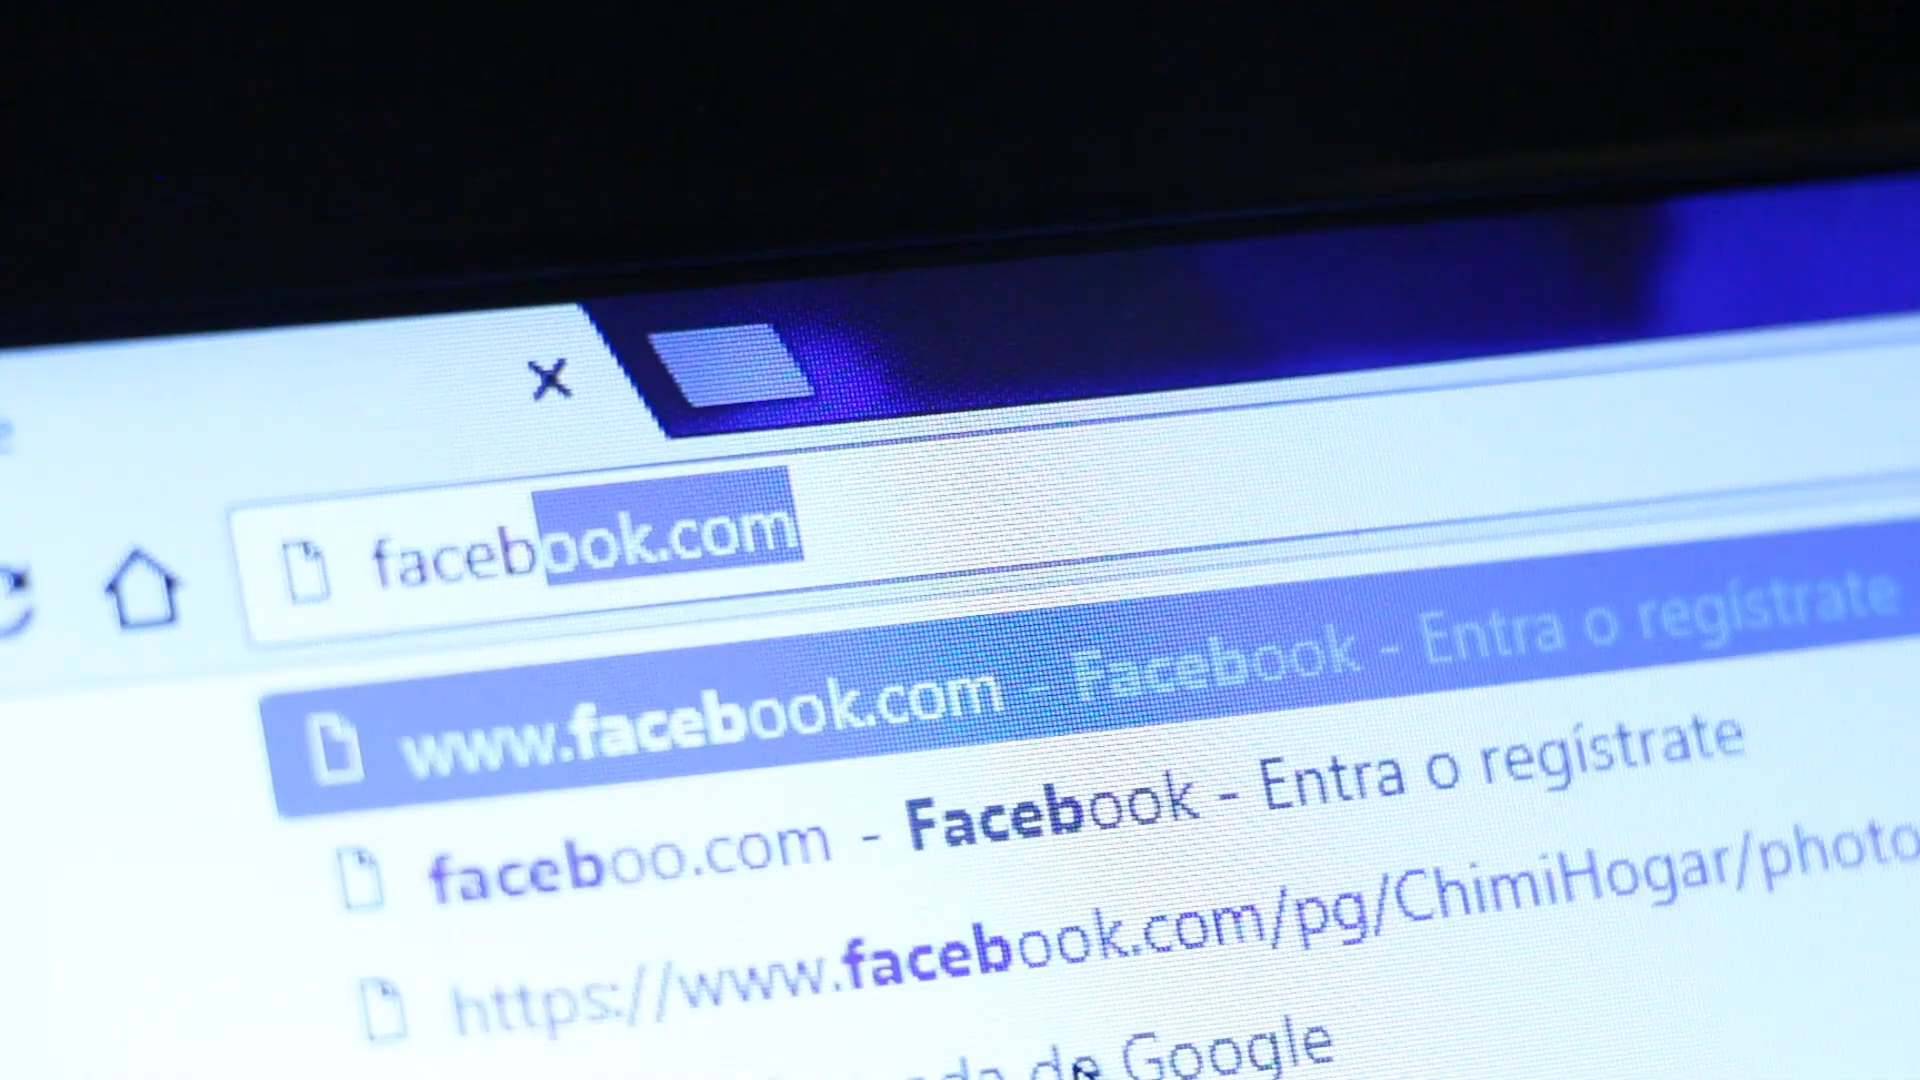 facebook.com
www.facebook.com - Facebook - Entra o regístrate
faceboo.com - Facebook - Entra o regístrate
https://www.facebook.com/pg/ChimiHogar/photo
de Google